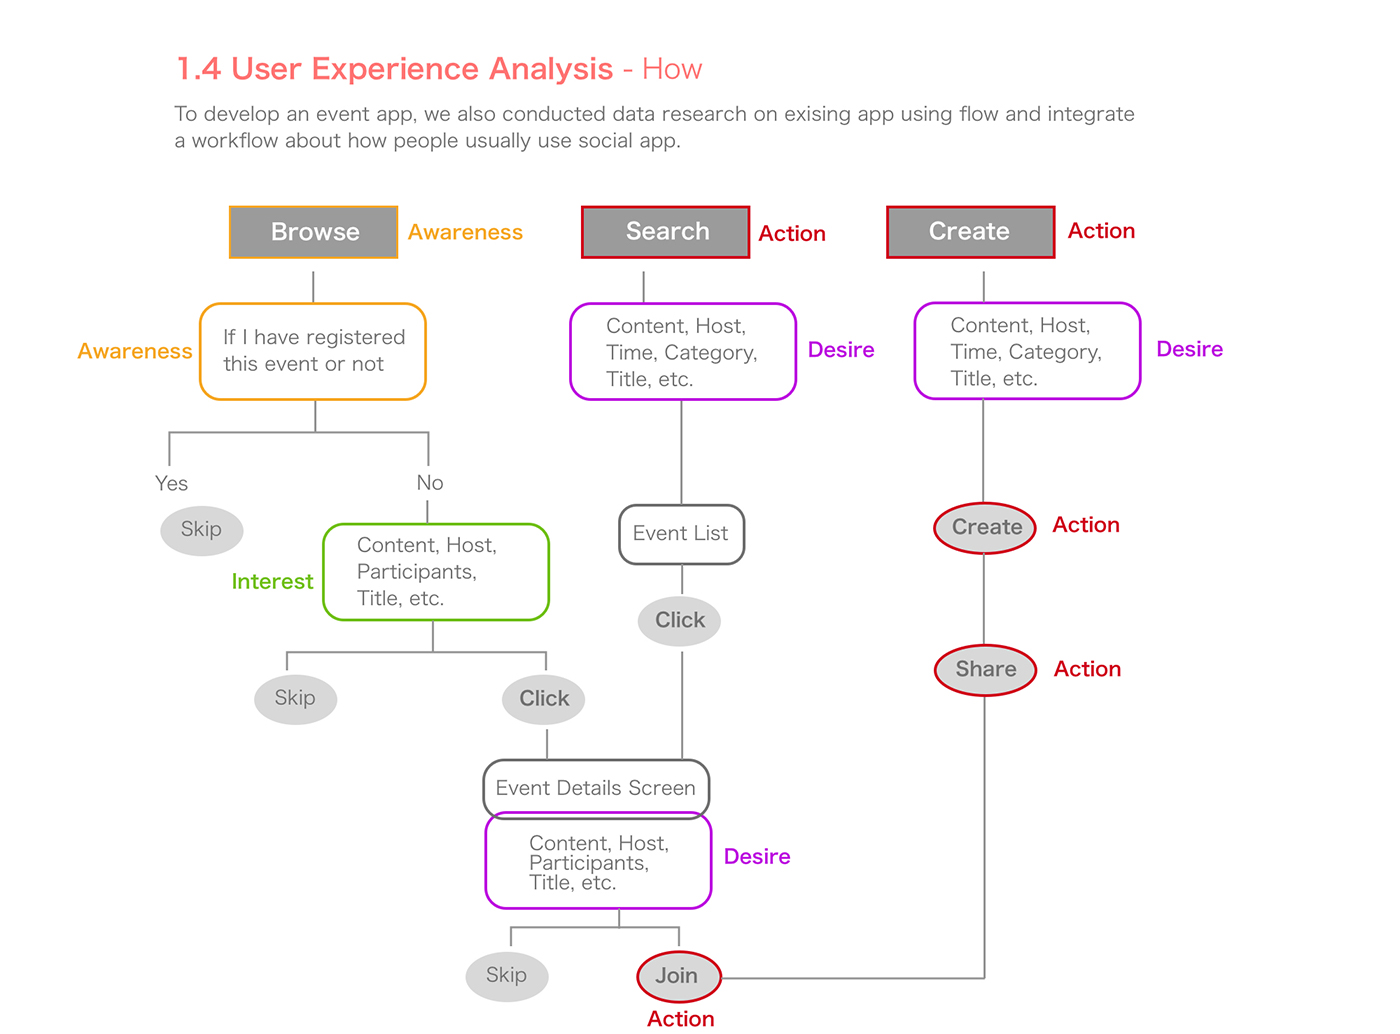 1.4 User Experience Analysis - How
To develop an event app, we also conducted data research on exising app using flow and integrate
a workflow about how people usually use social app.
Browse
Awareness
Search
Action
Create
Action
Awareness
If I have registered
this event or not
Content, Host,
Time, Category,
Title, etc.
Desire
Content, Host,
Time, Category,
Title, etc.
Desire
Yes
No
Skip
Interest
Content, Host,
Participants,
Title, etc.
Event List
Create
Action
Click
Skip
Click
Share
Action
Event Details Screen
Content, Host,
Participants,
Title, etc.
Desire
Skip
Join
Action